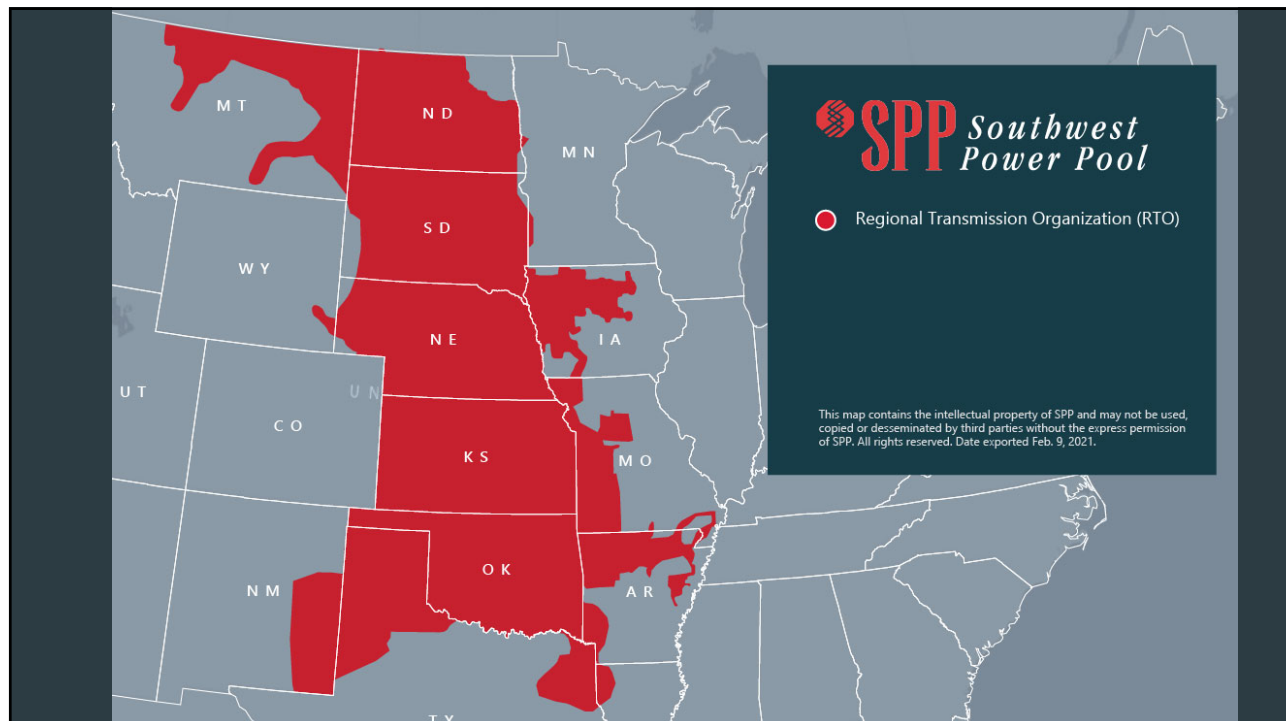 SPP Southwest
Power Pool
Regional Transmission Organization (RTO)
This map contains the intellectual property of SPP and may not be used,
copied or desseminated by third parties without the express permission
of SPP. All rights reserved. Date exported Feb. 9, 2021.
MT
ND
MN
SD
WY
NE
IA
UT
UN
CO
KS
MO
OK
NM
AR
TX